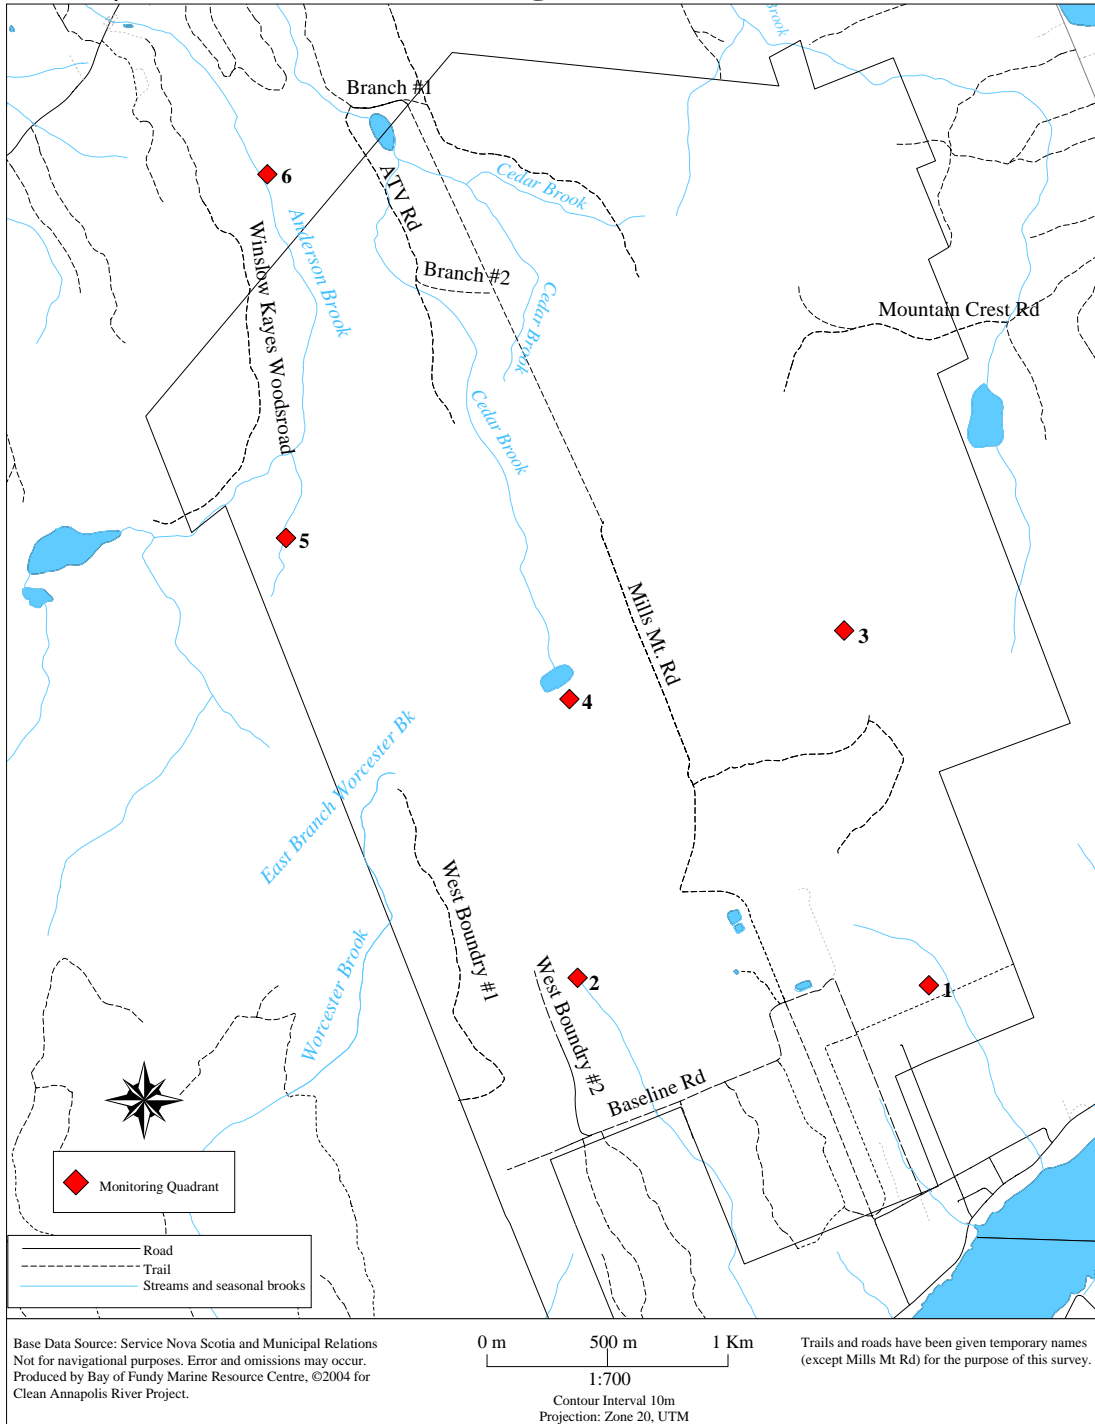 Brook
Branch #1
Cedar Brook
6
ATV Rd
Anderson Brook
Winslow Kayes Woodsroad
Branch #2
Cedar Brook
Mountain Crest Rd
Cedar Brook
5
Mills Mt. Rd
3
4
East Branch Worcester Bk
West Boundry #1
Worcester Brook
2
West Boundry #2
1
Baseline Rd
Monitoring Quadrant
Road
Trail
Streams and seasonal brooks
Base Data Source: Service Nova Scotia and Municipal Relations
Not for navigational purposes. Error and omissions may occur.
Produced by Bay of Fundy Marine Resource Centre, ©2004 for
Clean Annapolis River Project.
0 m 500 m 1 Km
1:700
Contour Interval 10m
Projection: Zone 20, UTM
Trails and roads have been given temporary names
(except Mills Mt Rd) for the purpose of this survey.